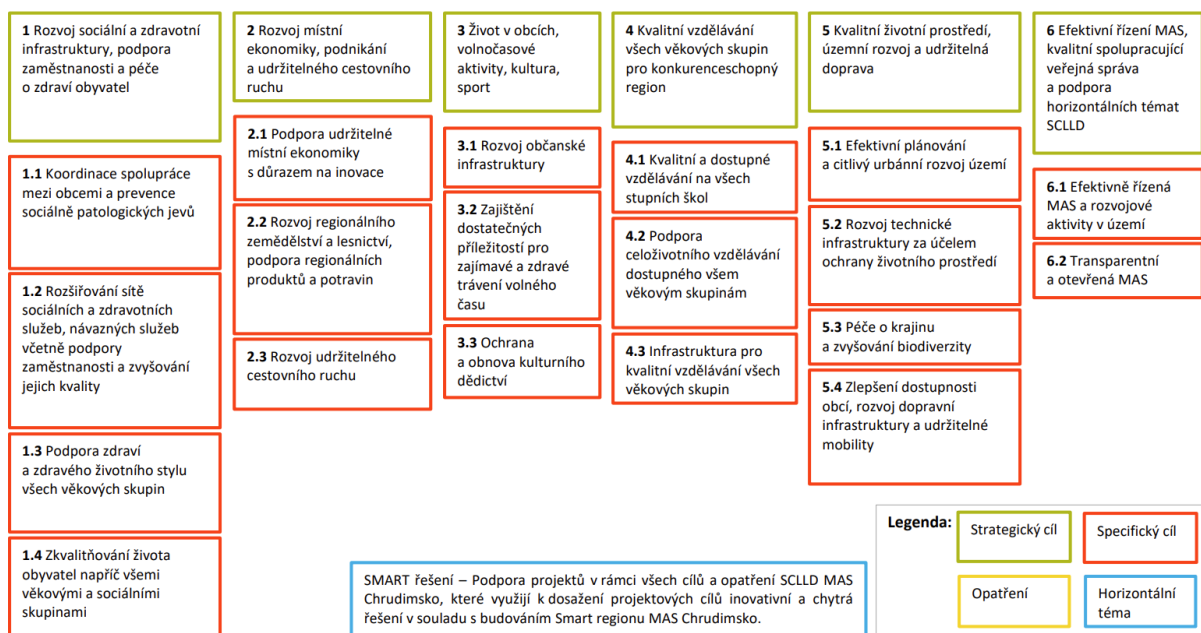 1 Rozvoj sociální a zdravotní
infrastruktury, podpora
zaměstnanosti a péče
o zdraví obyvatel
1.1 Koordinace spolupráce
mezi obcemi a prevence
sociálně patologických jevů
1.2 Rozšiřování sítě
sociálních a zdravotních
služeb, návazných služeb
včetně podpory
zaměstnanosti a zvyšování
jejich kvality
1.3 Podpora zdraví
a zdravého životního stylu
všech věkových skupin
1.4 Zkvalitňování života
obyvatel napříč všemi
věkovými a sociálními
skupinami
2 Rozvoj místní
ekonomiky, podnikání
a udržitelného cestovního
ruchu
2.1 Podpora udržitelné
místní ekonomiky
s důrazem na inovace
2.2 Rozvoj regionálního
zemědělství a lesnictví,
podpora regionálních
produktů a potravin
2.3 Rozvoj udržitelného
cestovního ruchu
3 Život v obcích,
volnočasové
aktivity, kultura,
sport
3.1 Rozvoj občanské
infrastruktury
3.2 Zajištění
dostatečných
příležitostí pro
zajímavé a zdravé
trávení volného
času
3.3 Ochrana
a obnova kulturního
dědictví
4 Kvalitní vzdělávání
všech věkových skupin
pro konkurenceschopný
region
4.1 Kvalitní a dostupné
vzdělávání na všech
stupních škol
4.2 Podpora
celoživotního vzdělávání
dostupného všem
věkovým skupinám
4.3 Infrastruktura pro
kvalitní vzdělávání všech
věkových skupin
5 Kvalitní životní prostředí,
územní rozvoj a udržitelná
doprava
5.1 Efektivní plánování
a citlivý urbánní rozvoj území
5.2 Rozvoj technické
infrastruktury za účelem
ochrany životního prostředí
5.3 Péče o krajinu
a zvyšování biodiverzity
5.4 Zlepšení dostupnosti
obcí, rozvoj dopravní
infrastruktury a udržitelné
mobility
6 Efektivní řízení MAS,
kvalitní spolupracující
veřejná správa
a podpora
horizontálních témat
SCLLD
6.1 Efektivně řízená
MAS a rozvojové
aktivity v území
6.2 Transparentní
a otevřená MAS
SMART řešení – Podpora projektů v rámci všech cílů a opatření SCLLD MAS
Chrudimsko, které využijí k dosažení projektových cílů inovativní a chytrá
řešení v souladu s budováním Smart regionu MAS Chrudimsko.
Legenda:
Strategický cíl
Specifický cíl
Opatření
Horizontální
téma